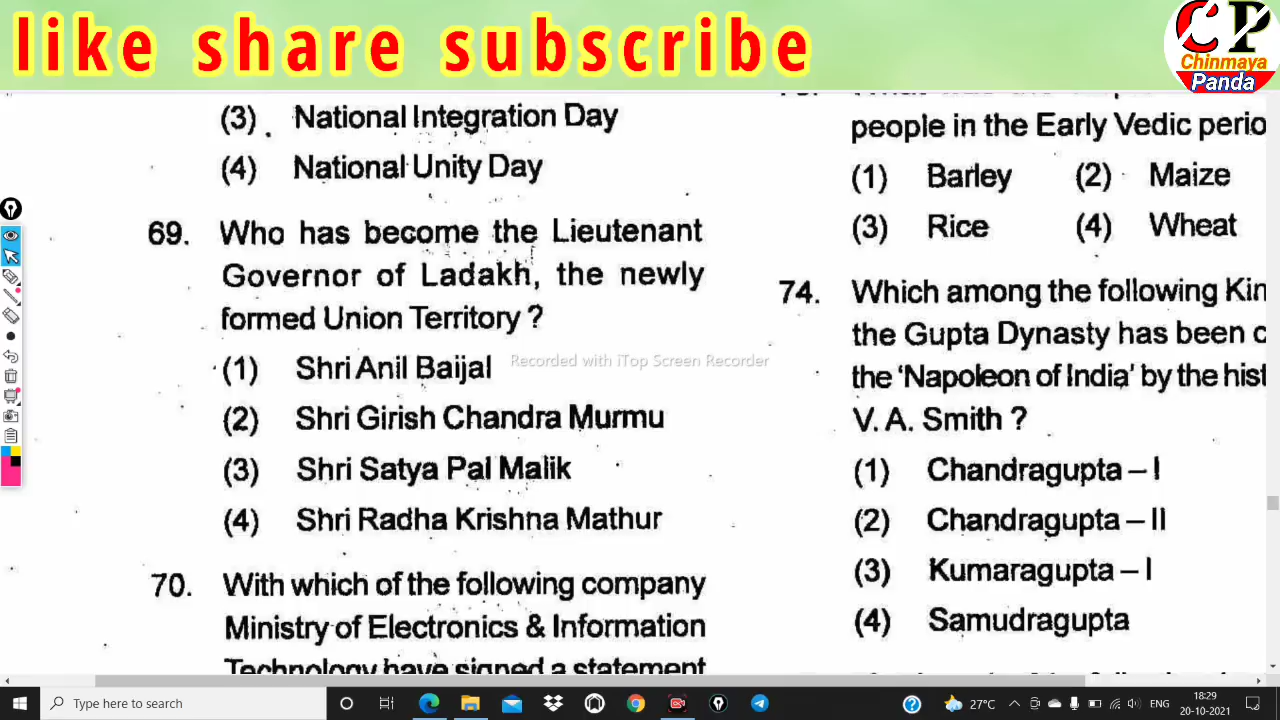 like share subscribe
CP
Chinmaya
Panda
(3) National Integration Day
(4) National Unity Day
69. Who has become the Lieutenant
Governor of Ladakh, the newly
formed Union Territory ?
(1) Shri Anil Baijal
(2) Shri Girish Chandra Murmu
(3) Shri Satya Pal Malik
(4) Shri Radha Krishna Mathur
70. With which of the following company
Ministry of Electronics & Information
Technology have signed a statement
people in the Early Vedic perio
(1) Barley (2) Maize
(3) Rice (4) Wheat
74. Which among the following Kin
the Gupta Dynasty has been c
the 'Napoleon of India' by the hist
V. A. Smith ?
(1) Chandragupta – I
(2) Chandragupta – II
(3) Kumaragupta – I
(4) Samudragupta
Recorded with iTop Screen Recorder
Type here to search
27°C
ENG
18:29
20-10-2021